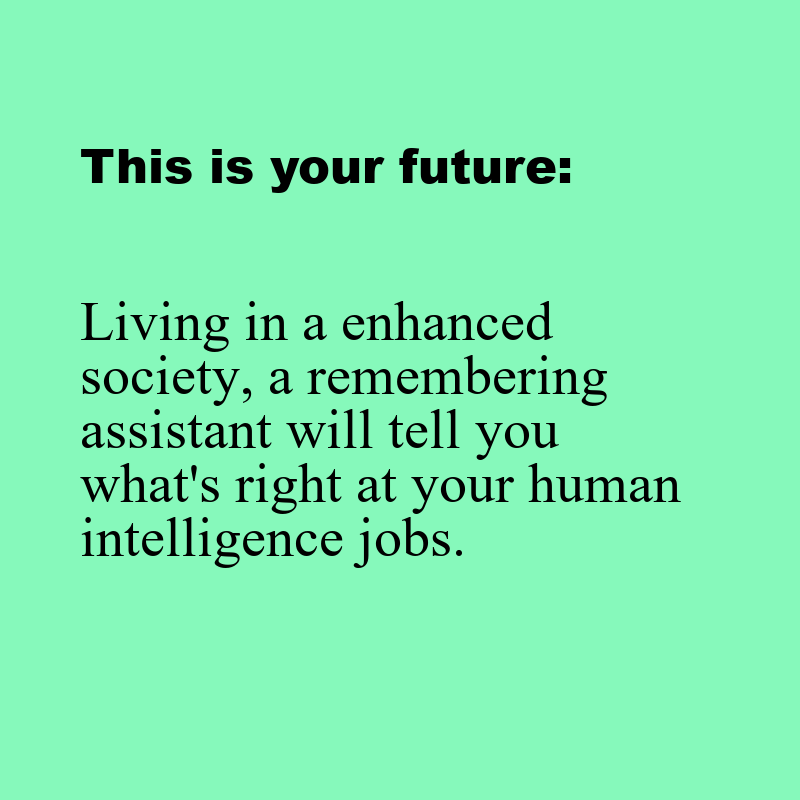 This is your future:
Living in a enhanced
society, a remembering
assistant will tell you
what's right at your human
intelligence jobs.